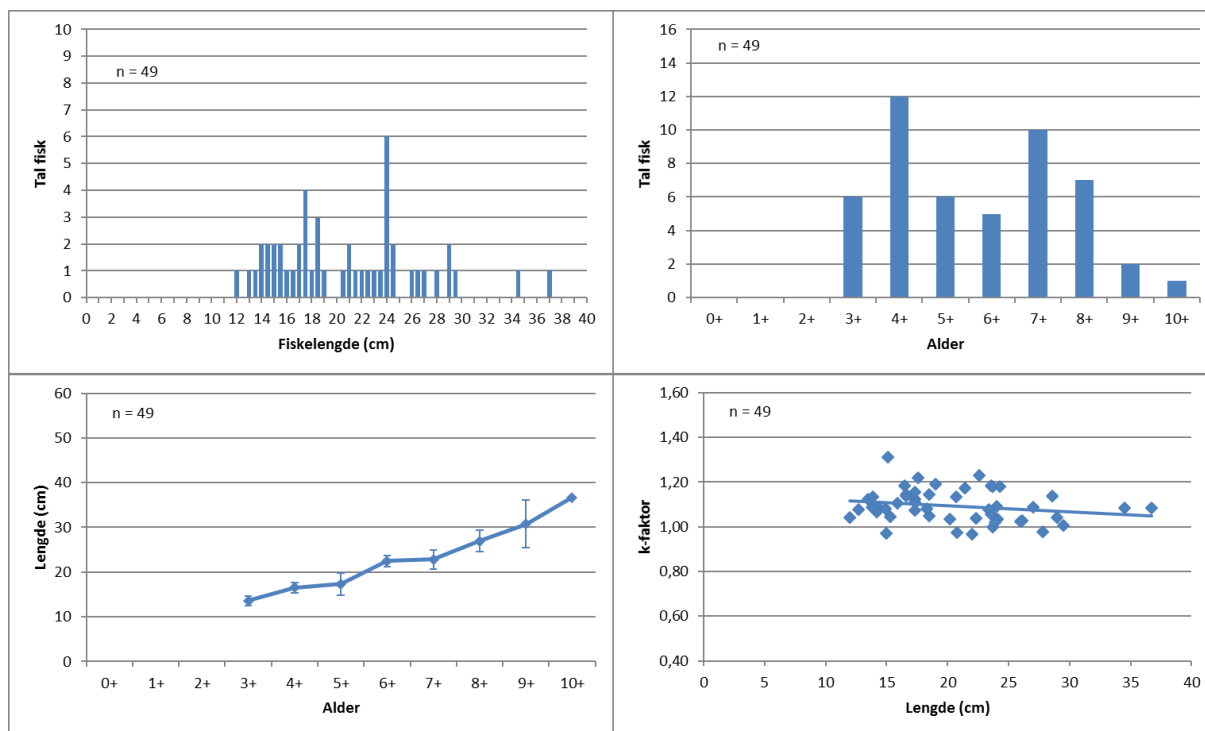 10
9
8
7
6
5
4
3
2
1
0
Tal fisk
n = 49
0 2 4 6 8 10 12 14 16 18 20 22 24 26 28 30 32 34 36 38 40
Fiskelengde (cm)
16
14
12
10
8
6
4
2
0
Tal fisk
n = 49
0+ 1+ 2+ 3+ 4+ 5+ 6+ 7+ 8+ 9+ 10+
Alder
60
50
40
30
20
10
0
Lengde (cm)
n = 49
0+ 1+ 2+ 3+ 4+ 5+ 6+ 7+ 8+ 9+ 10+
Alder
1,60
1,40
1,20
1,00
0,80
0,60
0,40
k-faktor
n = 49
0 5 10 15 20 25 30 35 40
Lengde (cm)